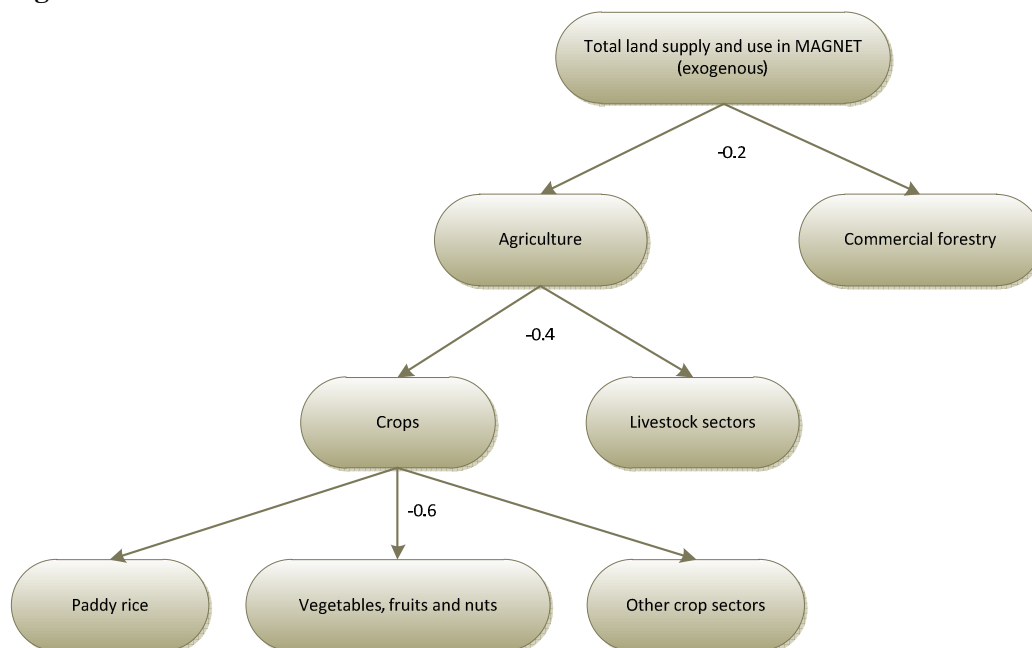 Total land supply and use in MAGNET
(exogenous)
-0.2
Agriculture
Commercial forestry
-0.4
Crops
Livestock sectors
-0.6
Paddy rice
Vegetables, fruits and nuts
Other crop sectors